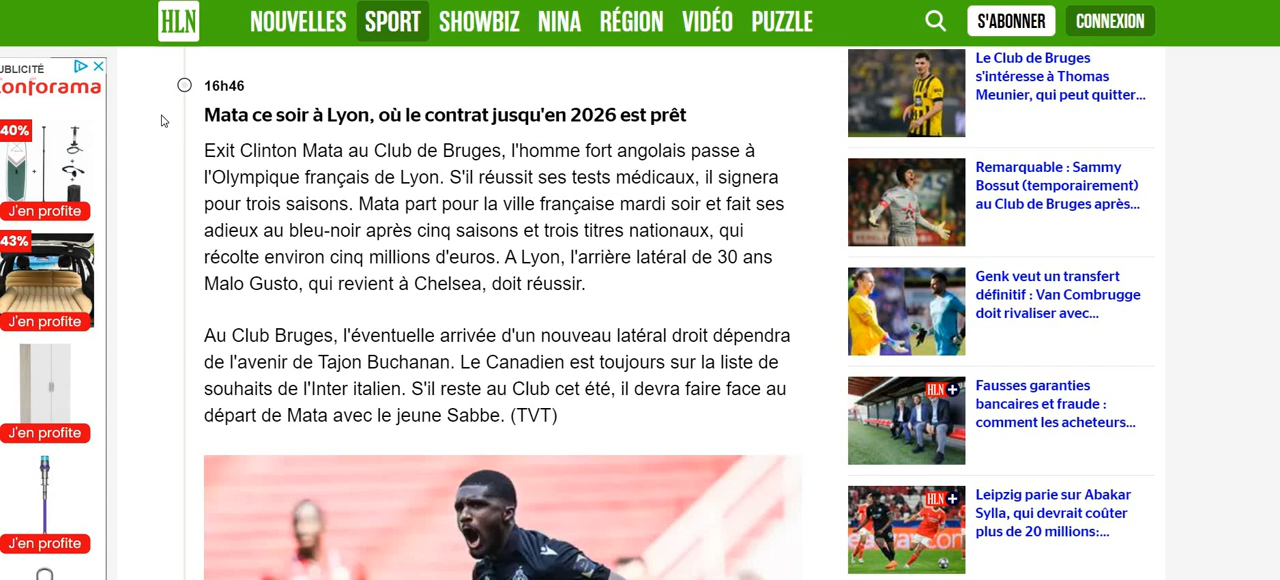 HLN
NOUVELLES SPORT SHOWBIZ NINA RÉGION VIDÉO PUZZLE
S'ABONNER CONNEXION
UBLICITÉ
onforama
40%
J'en profite
43%
J'en profite
J'en profite
J'en profite
16h46
Mata ce soir à Lyon, où le contrat jusqu'en 2026 est prêt
Exit Clinton Mata au Club de Bruges, l'homme fort angolais passe à
l'Olympique français de Lyon. S'il réussit ses tests médicaux, il signera
pour trois saisons. Mata part pour la ville française mardi soir et fait ses
adieux au bleu-noir après cinq saisons et trois titres nationaux, qui
récolte environ cinq millions d'euros. A Lyon, l'arrière latéral de 30 ans
Malo Gusto, qui revient à Chelsea, doit réussir.
Au Club Bruges, l'éventuelle arrivée d'un nouveau latéral droit dépendra
de l'avenir de Tajon Buchanan. Le Canadien est toujours sur la liste de
souhaits de l'Inter italien. S'il reste au Club cet été, il devra faire face au
départ de Mata avec le jeune Sabbe. (TVT)
Le Club de Bruges
s'intéresse à Thomas
Meunier, qui peut quitter...
Remarquable : Sammy
Bossut (temporairement)
au Club de Bruges après...
Genk veut un transfert
définitif : Van Combrugge
doit rivaliser avec...
HLN +
Fausses garanties
bancaires et fraude :
comment les acheteurs...
HLN +
Leipzig parie sur Abakar
Sylla, qui devrait coûter
plus de 20 millions:...